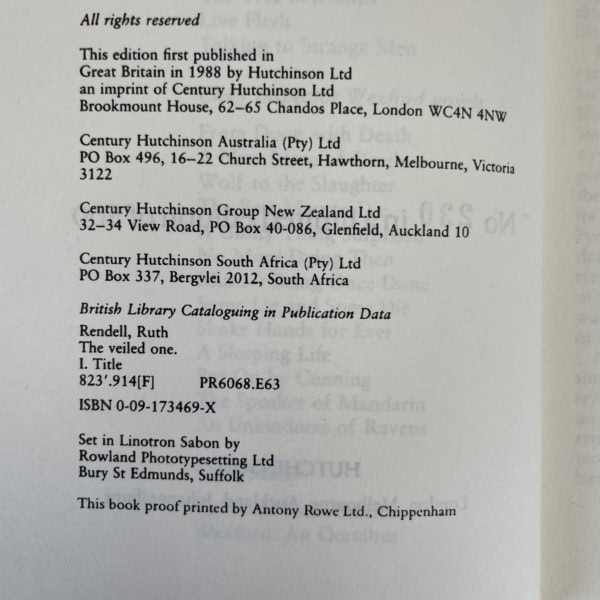 All rights reserved
This edition first published in
Great Britain in 1988 by Hutchinson Ltd
an imprint of Century Hutchinson Ltd
Brookmount House, 62–65 Chandos Place, London WC4N 4NW
Century Hutchinson Australia (Pty) Ltd
PO Box 496, 16–22 Church Street, Hawthorn, Melbourne, Victoria
3122
Century Hutchinson Group New Zealand Ltd
32–34 View Road, PO Box 40-086, Glenfield, Auckland 10
Century Hutchinson South Africa (Pty) Ltd
PO Box 337, Bergvlei 2012, South Africa
British Library Cataloguing in Publication Data
Rendell, Ruth
The veiled one.
I. Title
823'.914[F] PR6068.E63
ISBN 0-09-173469-X
Set in Linotron Sabon by
Rowland Phototypesetting Ltd
Bury St Edmunds, Suffolk
This book proof printed by Antony Rowe Ltd., Chippenham